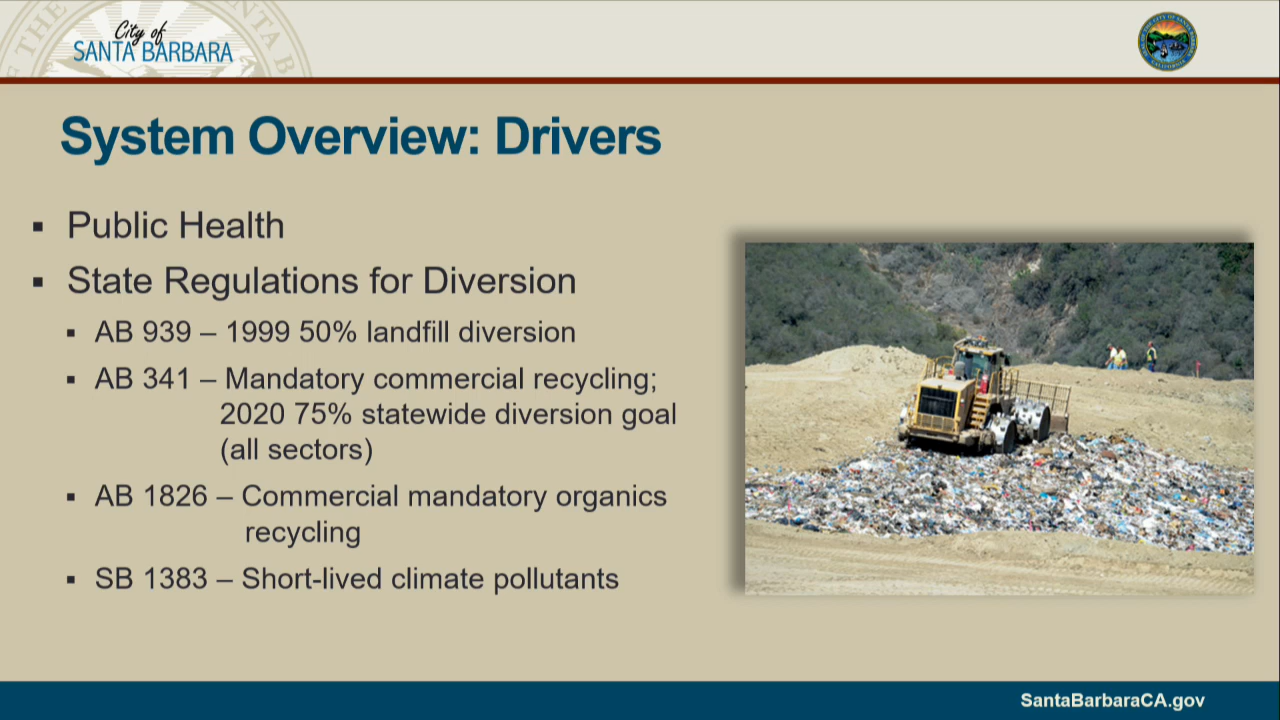 City of
SANTA BARBARA
System Overview: Drivers
▪ Public Health
▪ State Regulations for Diversion
▪ AB 939 – 1999 50% landfill diversion
▪ AB 341 – Mandatory commercial recycling;
2020 75% statewide diversion goal
(all sectors)
▪ AB 1826 – Commercial mandatory organics
recycling
▪ SB 1383 – Short-lived climate pollutants
SantaBarbaraCA.gov